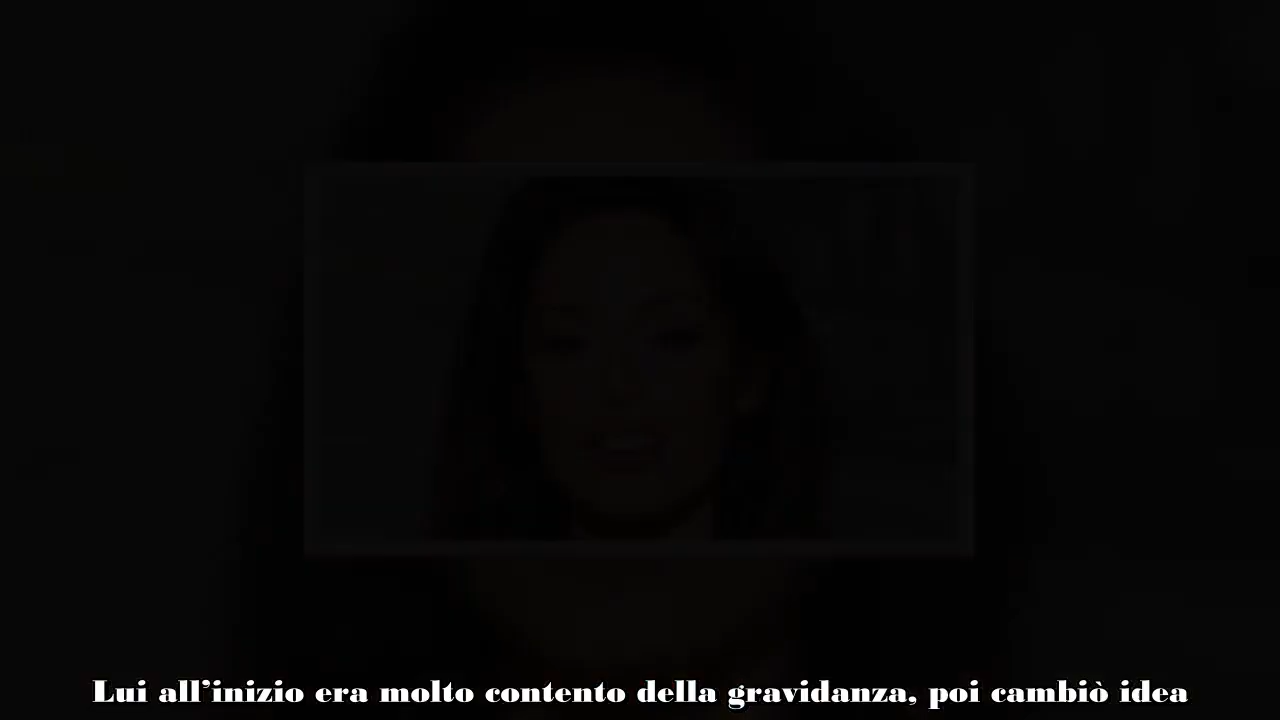 Lui all’inizio era molto contento della gravidanza, poi cambiò idea